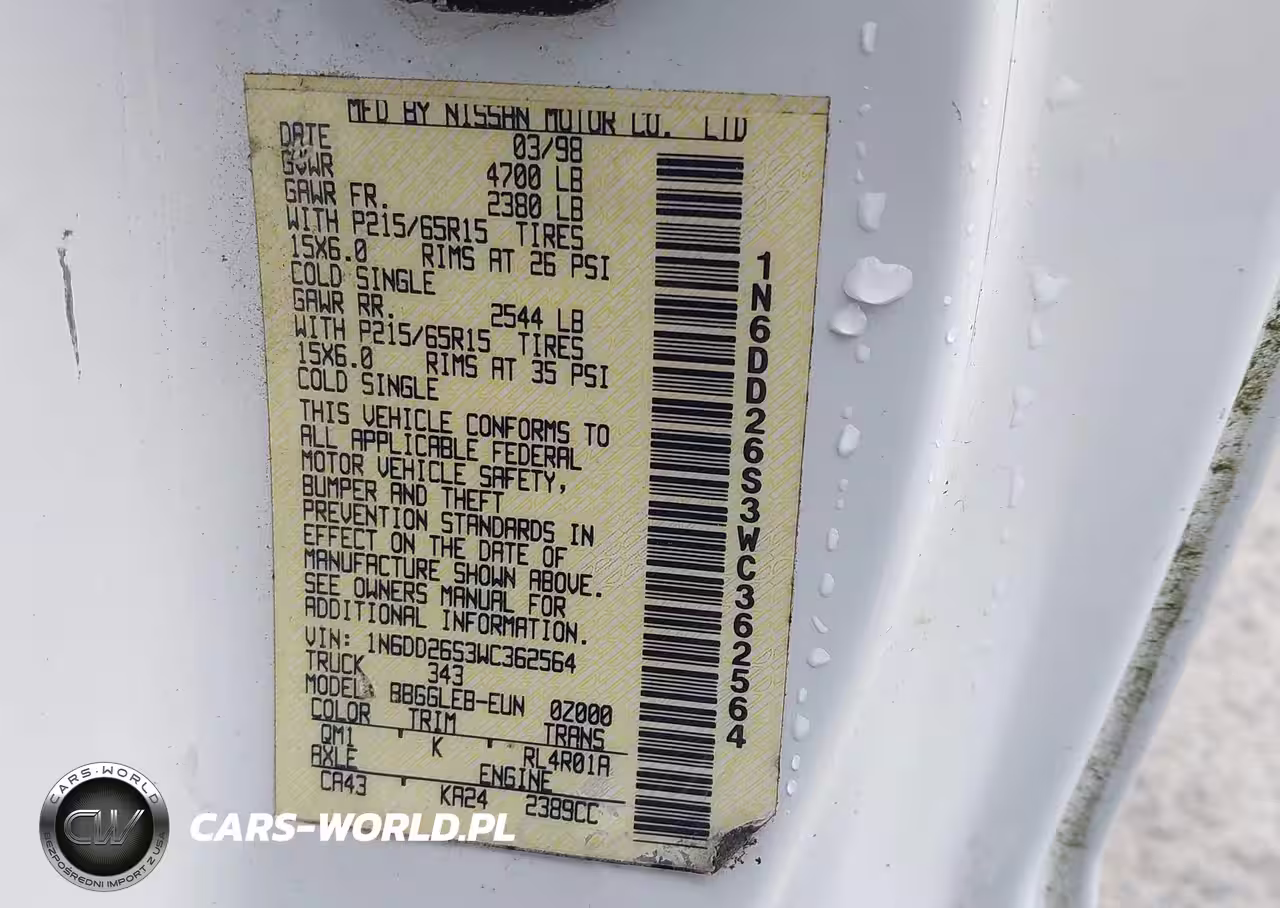 MFD BY NISSAN MOTOR CO. LTD
DATE 03/98
GVWR 4700 LB
GAWR FR. 2380 LB
WITH P215/65R15 TIRES
15X6.0 RIMS AT 26 PSI
COLD SINGLE
GAWR RR. 2544 LB
WITH P215/65R15 TIRES
15X6.0 RIMS AT 35 PSI
COLD SINGLE
THIS VEHICLE CONFORMS TO
ALL APPLICABLE FEDERAL
MOTOR VEHICLE SAFETY,
BUMPER AND THEFT
PREVENTION STANDARDS IN
EFFECT ON THE DATE OF
MANUFACTURE SHOWN ABOVE.
SEE OWNERS MANUAL FOR
ADDITIONAL INFORMATION.
VIN: 1N6DD26S3WC362564
TRUCK 343
MODEL BBGGLEB-EUN 0Z000
COLOR TRIM TRANS
QM1 K RL4R01A
AXLE ENGINE
CA43 KA24 2389CC
1N6DD26S3WC362564
CARS-WORLD
CW
BEZPOŚREDNI IMPORT Z USA
CARS-WORLD.PL